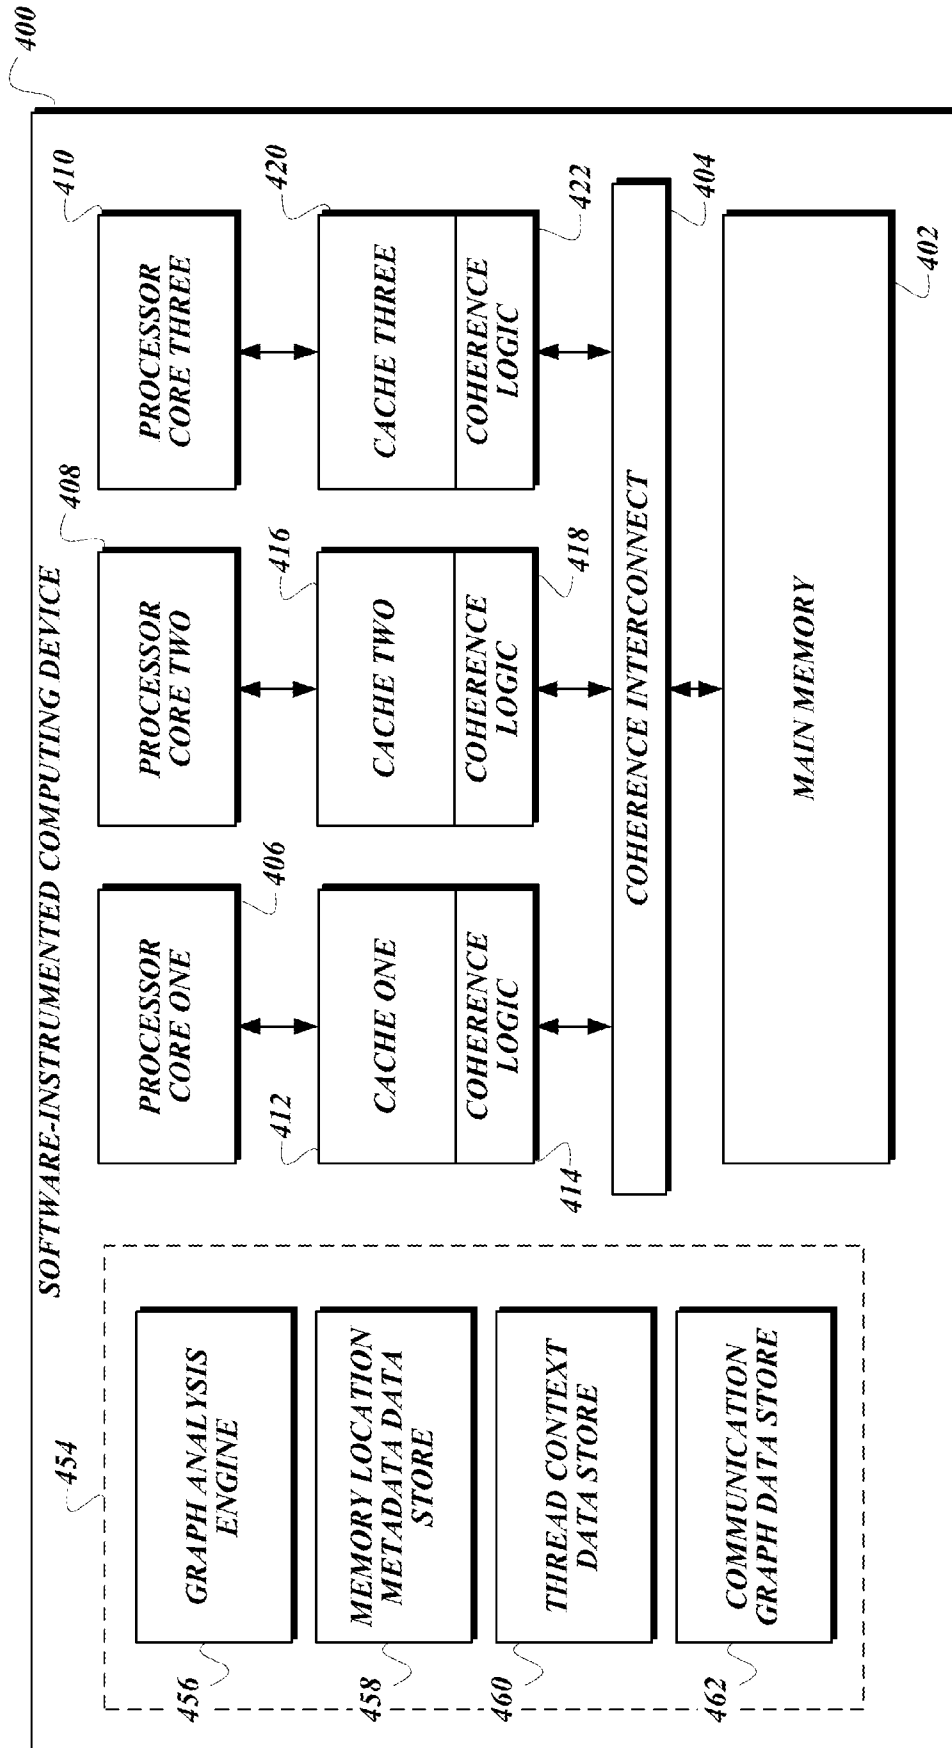 400
SOFTWARE-INSTRUMENTED COMPUTING DEVICE
454
456
GRAPH ANALYSIS
ENGINE
458
MEMORY LOCATION
METADATA DATA
STORE
460
THREAD CONTEXT
DATA STORE
462
COMMUNICATION
GRAPH DATA STORE
PROCESSOR
CORE ONE
406
408
PROCESSOR
CORE TWO
410
PROCESSOR
CORE THREE
412
CACHE ONE
COHERENCE
LOGIC
414
416
CACHE TWO
COHERENCE
LOGIC
418
420
CACHE THREE
COHERENCE
LOGIC
422
COHERENCE INTERCONNECT
404
MAIN MEMORY
402